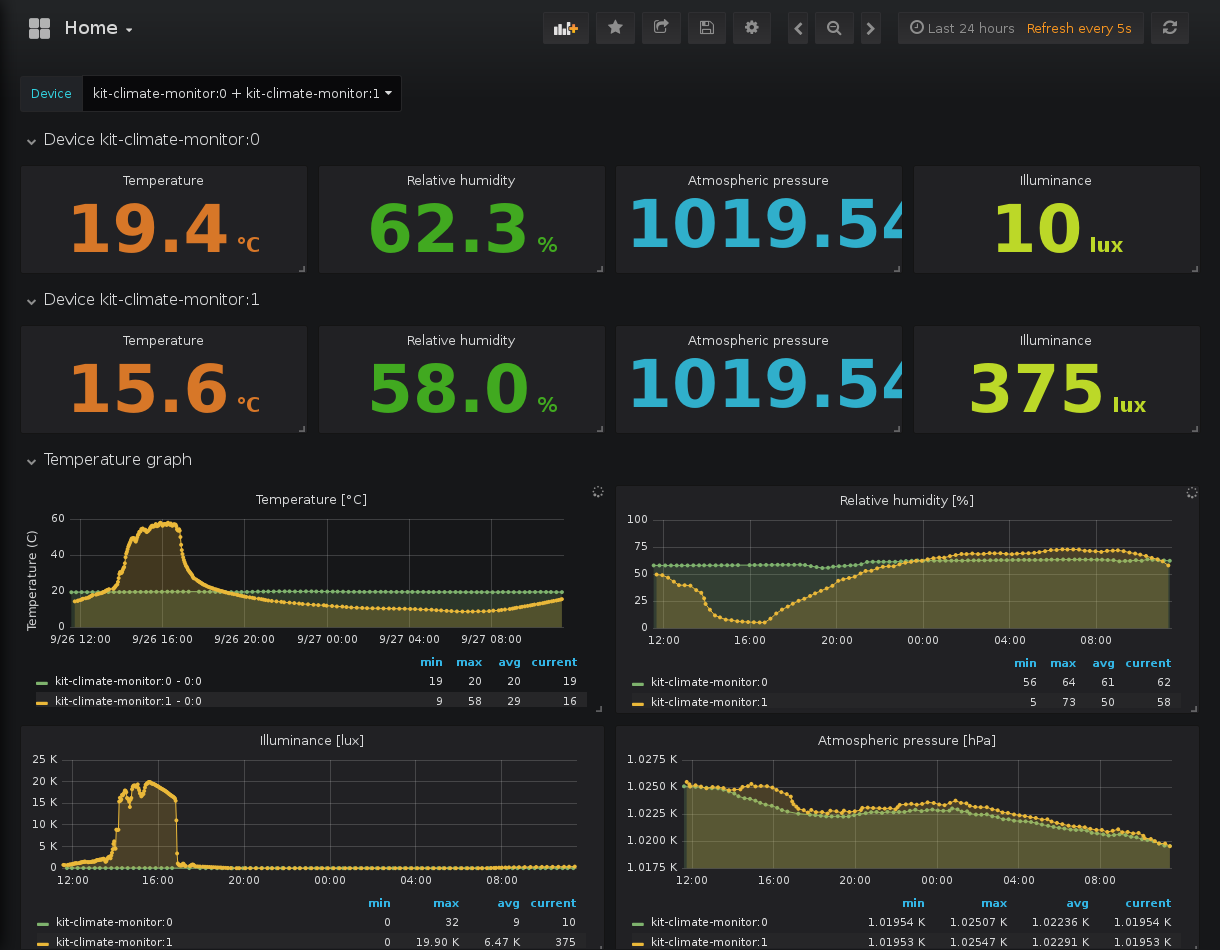 Home
Last 24 hours Refresh every 5s
Device kit-climate-monitor:0 + kit-climate-monitor:1
Device kit-climate-monitor:0
Temperature Relative humidity Atmospheric pressure Illuminance
19.4 °C 62.3 % 1019.54 10 lux
Device kit-climate-monitor:1
Temperature Relative humidity Atmospheric pressure Illuminance
15.6 °C 58.0 % 1019.54 375 lux
Temperature graph
Temperature [°C]
Temperature (C)
60
40
20
0
9/26 12:00 9/26 16:00 9/26 20:00 9/27 00:00 9/27 04:00 9/27 08:00
min max avg current
kit-climate-monitor:0 - 0:0 19 20 20 19
kit-climate-monitor:1 - 0:0 9 58 29 16
Relative humidity [%]
100
75
50
25
0
12:00 16:00 20:00 00:00 04:00 08:00
min max avg current
kit-climate-monitor:0 56 64 61 62
kit-climate-monitor:1 5 73 50 58
Illuminance [lux]
25 K
20 K
15 K
10 K
5 K
0
12:00 16:00 20:00 00:00 04:00 08:00
min max avg current
kit-climate-monitor:0 0 32 9 10
kit-climate-monitor:1 0 19.90 K 6.47 K 375
Atmospheric pressure [hPa]
1.0275 K
1.0250 K
1.0225 K
1.0200 K
1.0175 K
12:00 16:00 20:00 00:00 04:00 08:00
min max avg current
kit-climate-monitor:0 1.01954 K 1.02507 K 1.02236 K 1.01954 K
kit-climate-monitor:1 1.01953 K 1.02547 K 1.02291 K 1.01953 K